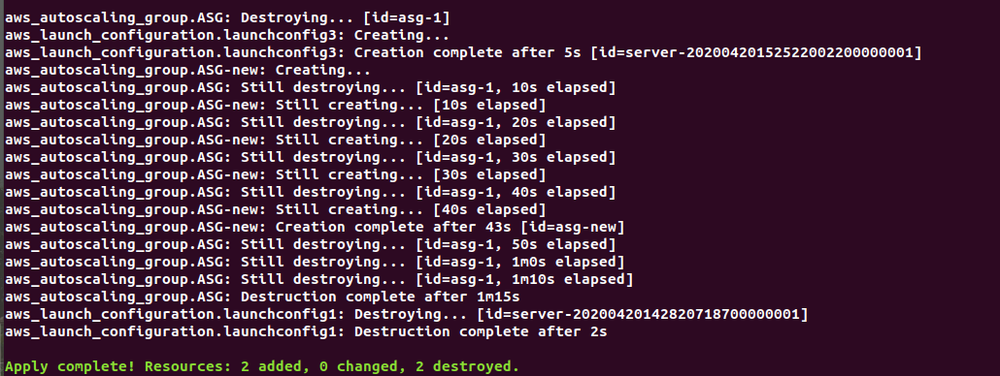 aws_autoscaling_group.ASG: Destroying... [id=asg-1]
aws_launch_configuration.launchconfig3: Creating...
aws_launch_configuration.launchconfig3: Creation complete after 5s [id=server-20200420152522002200000001]
aws_autoscaling_group.ASG-new: Creating...
aws_autoscaling_group.ASG: Still destroying... [id=asg-1, 10s elapsed]
aws_autoscaling_group.ASG-new: Still creating... [10s elapsed]
aws_autoscaling_group.ASG: Still destroying... [id=asg-1, 20s elapsed]
aws_autoscaling_group.ASG-new: Still creating... [20s elapsed]
aws_autoscaling_group.ASG: Still destroying... [id=asg-1, 30s elapsed]
aws_autoscaling_group.ASG-new: Still creating... [30s elapsed]
aws_autoscaling_group.ASG: Still destroying... [id=asg-1, 40s elapsed]
aws_autoscaling_group.ASG-new: Still creating... [40s elapsed]
aws_autoscaling_group.ASG-new: Creation complete after 43s [id=asg-new]
aws_autoscaling_group.ASG: Still destroying... [id=asg-1, 50s elapsed]
aws_autoscaling_group.ASG: Still destroying... [id=asg-1, 1m0s elapsed]
aws_autoscaling_group.ASG: Still destroying... [id=asg-1, 1m10s elapsed]
aws_autoscaling_group.ASG: Destruction complete after 1m15s
aws_launch_configuration.launchconfig1: Destroying... [id=server-20200420142820718700000001]
aws_launch_configuration.launchconfig1: Destruction complete after 2s
Apply complete! Resources: 2 added, 0 changed, 2 destroyed.